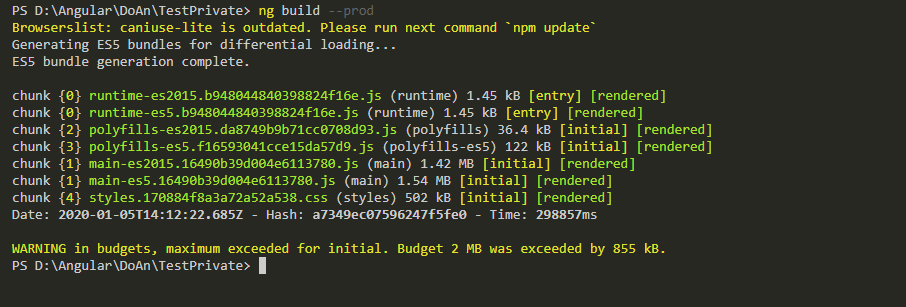 PS D:\Angular\DoAn\TestPrivate> ng build --prod
Browserslist: caniuse-lite is outdated. Please run next command `npm update`
Generating ES5 bundles for differential loading...
ES5 bundle generation complete.
chunk {0} runtime-es2015.b948044840398824f16e.js (runtime) 1.45 kB [entry] [rendered]
chunk {0} runtime-es5.b948044840398824f16e.js (runtime) 1.45 kB [entry] [rendered]
chunk {2} polyfills-es2015.da8749b9b71cc0708d93.js (polyfills) 36.4 kB [initial] [rendered]
chunk {3} polyfills-es5.f16593041cce15da57d9.js (polyfills-es5) 122 kB [initial] [rendered]
chunk {1} main-es2015.16490b39d004e6113780.js (main) 1.42 MB [initial] [rendered]
chunk {1} main-es5.16490b39d004e6113780.js (main) 1.54 MB [initial] [rendered]
chunk {4} styles.170884f8a3a72a52a538.css (styles) 502 kB [initial] [rendered]
Date: 2020-01-05T14:12:22.685Z - Hash: a7349ec07596247f5fe0 - Time: 298857ms
WARNING in budgets, maximum exceeded for initial. Budget 2 MB was exceeded by 855 kB.
PS D:\Angular\DoAn\TestPrivate>